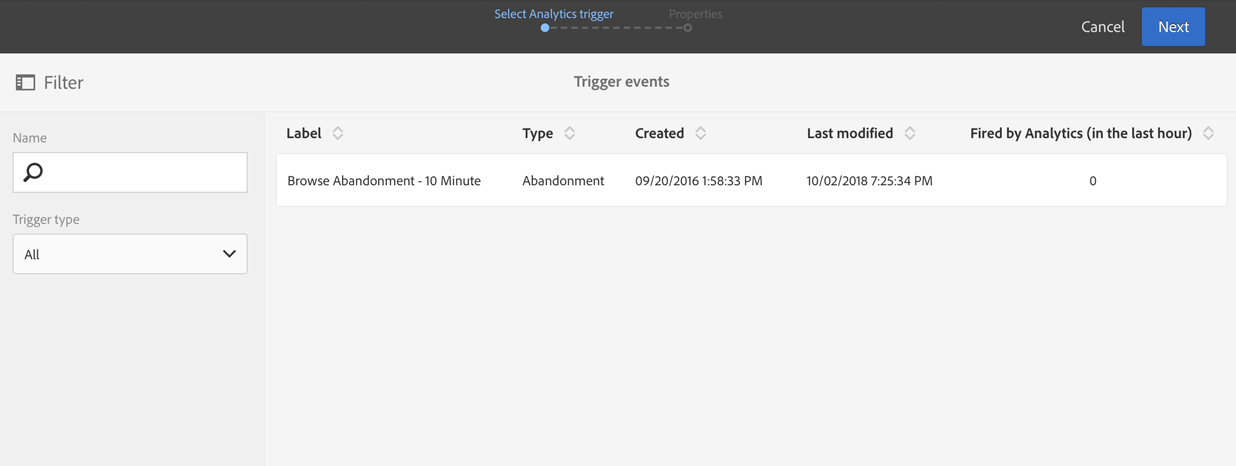 Select Analytics trigger Properties
Cancel Next
Filter Trigger events
Name
Trigger type
All
Label Type Created Last modified Fired by Analytics (in the last hour)
Browse Abandonment - 10 Minute Abandonment 09/20/2016 1:58:33 PM 10/02/2018 7:25:34 PM 0